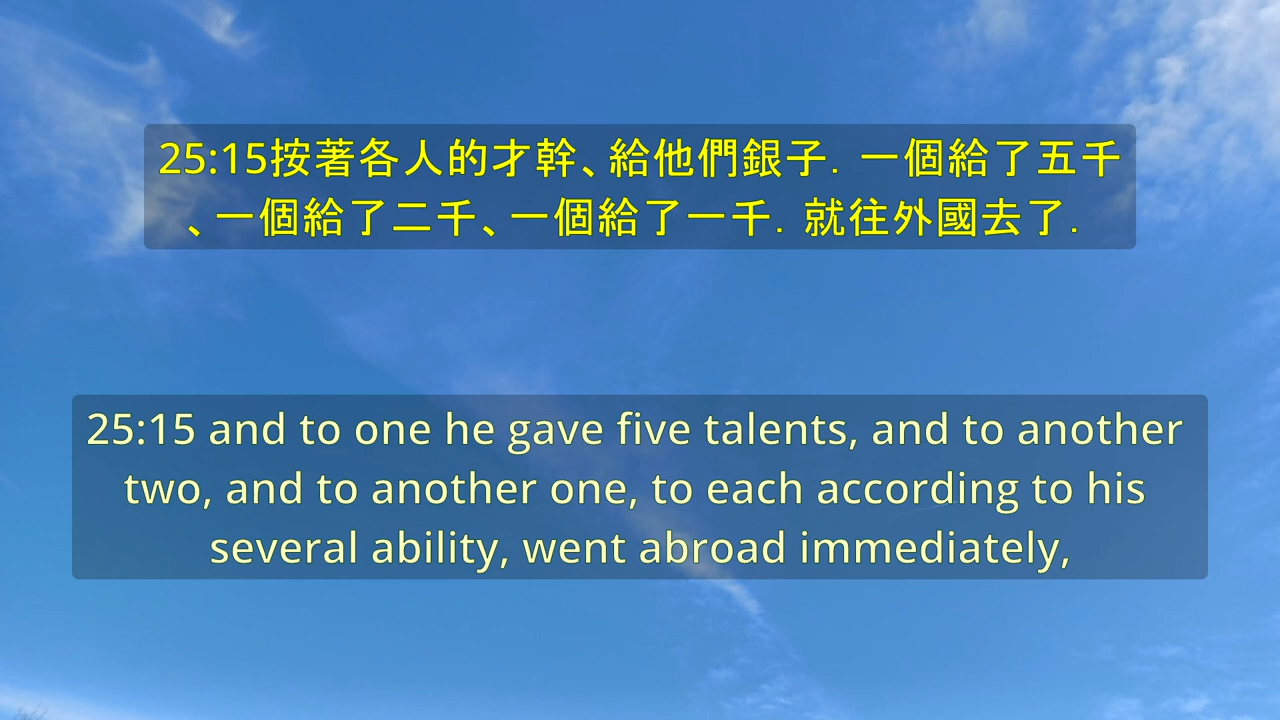 25:15按著各人的才幹、給他們銀子. 一個給了五千
、一個給了二千、一個給了一千. 就往外國去了.
25:15 and to one he gave five talents, and to another
two, and to another one, to each according to his
several ability, went abroad immediately,